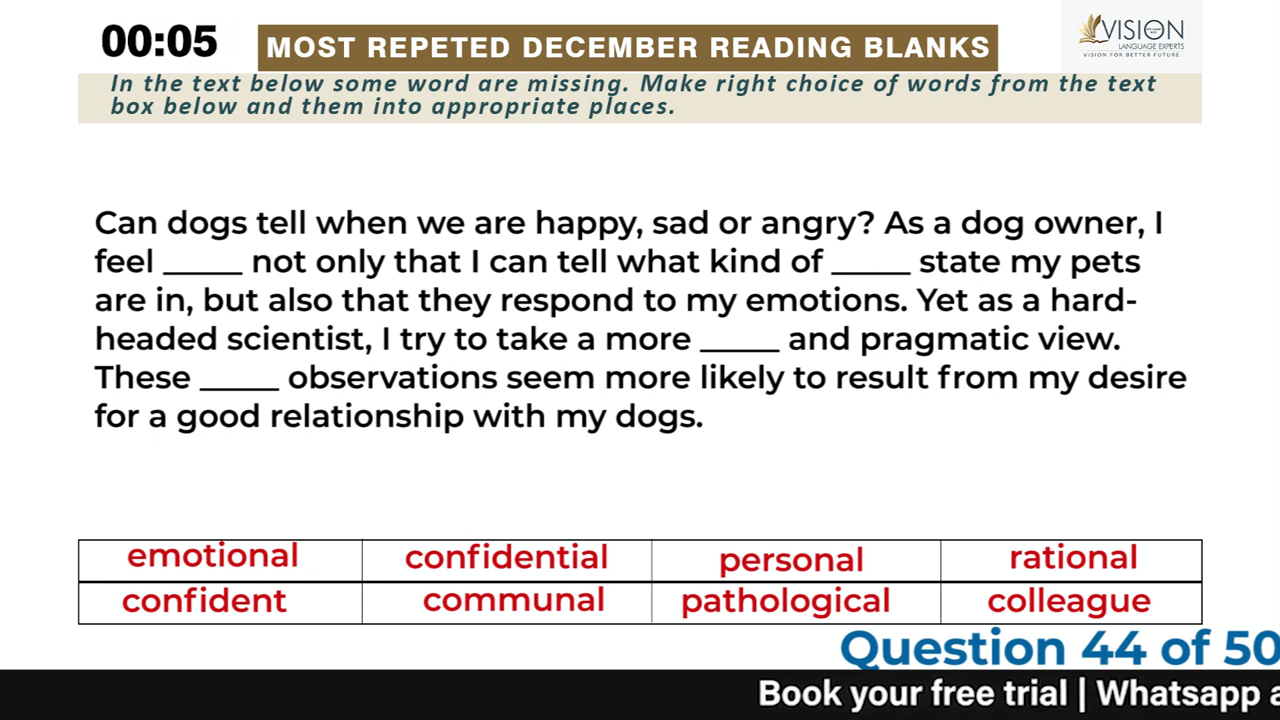 00:05
MOST REPETED DECEMBER READING BLANKS
VISION
LANGUAGE EXPERTS
VISION FOR BETTER FUTURE
In the text below some word are missing. Make right choice of words from the text
box below and them into appropriate places.
Can dogs tell when we are happy, sad or angry? As a dog owner, I
feel _____ not only that I can tell what kind of _____ state my pets
are in, but also that they respond to my emotions. Yet as a hard-
headed scientist, I try to take a more _____ and pragmatic view.
These _____ observations seem more likely to result from my desire
for a good relationship with my dogs.
emotional confidential personal rational
confident communal pathological colleague
Question 44 of 50
Book your free trial | Whatsapp a